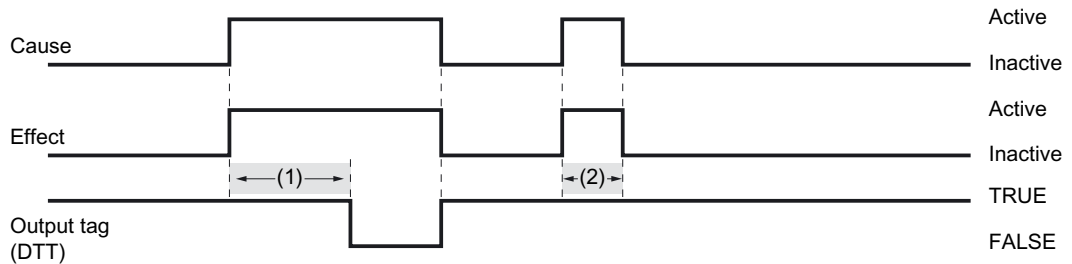 Cause
Active
Inactive
Effect
Active
Inactive
(1)
(2)
Output tag
(DTT)
TRUE
FALSE